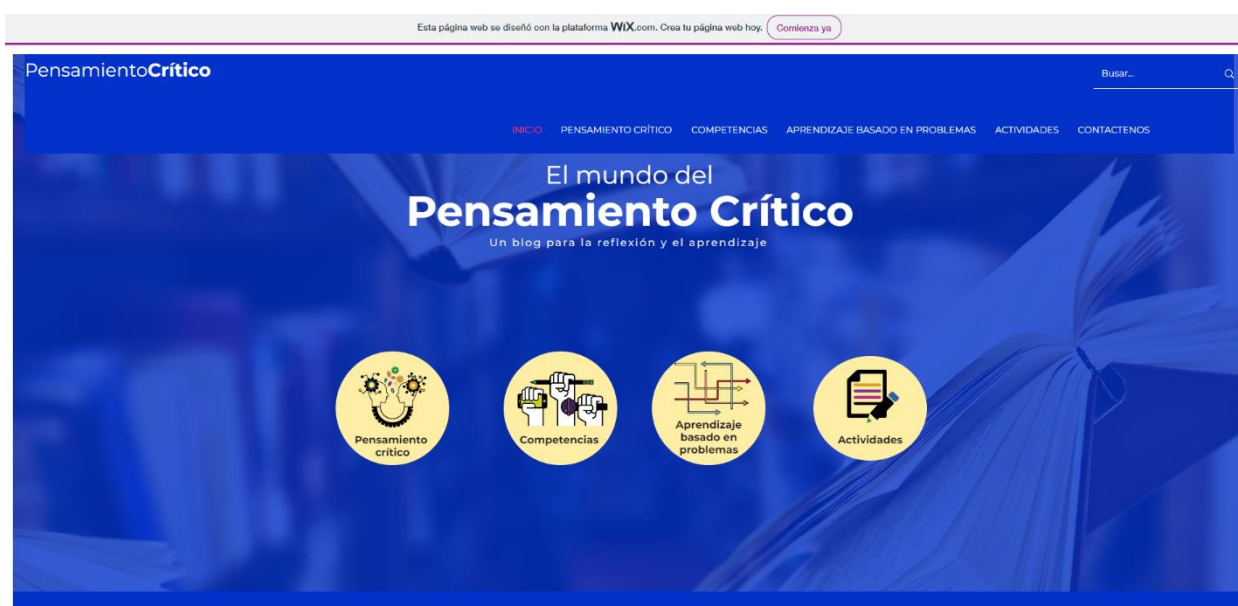 Esta página web se diseñó con la plataforma WiX.com. Crea tu página web hoy. Comienza ya
PensamientoCrítico
Busar...
INICIO PENSAMIENTO CRÍTICO COMPETENCIAS APRENDIZAJE BASADO EN PROBLEMAS ACTIVIDADES CONTACTENOS
El mundo del
Pensamiento Crítico
Un blog para la reflexión y el aprendizaje
Pensamiento
crítico
Competencias
Aprendizaje
basado en
problemas
Actividades